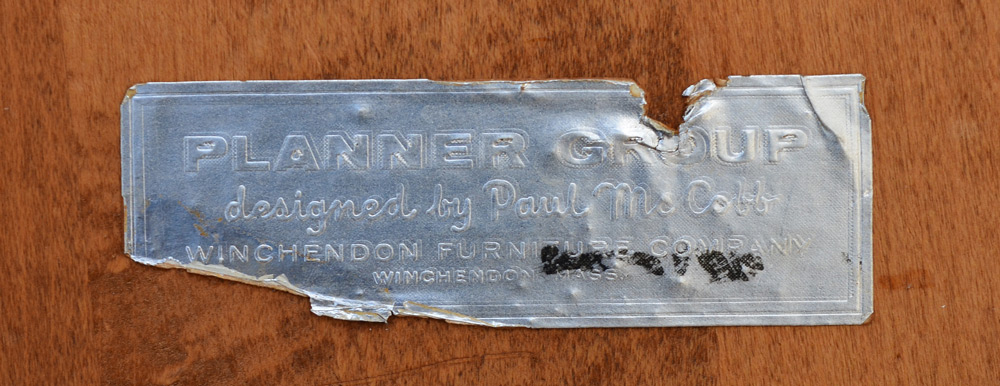 PLANNER GROUP
designed by Paul McCobb
WINCHENDON FURNITURE COMPANY
WINCHENDON, MASS.